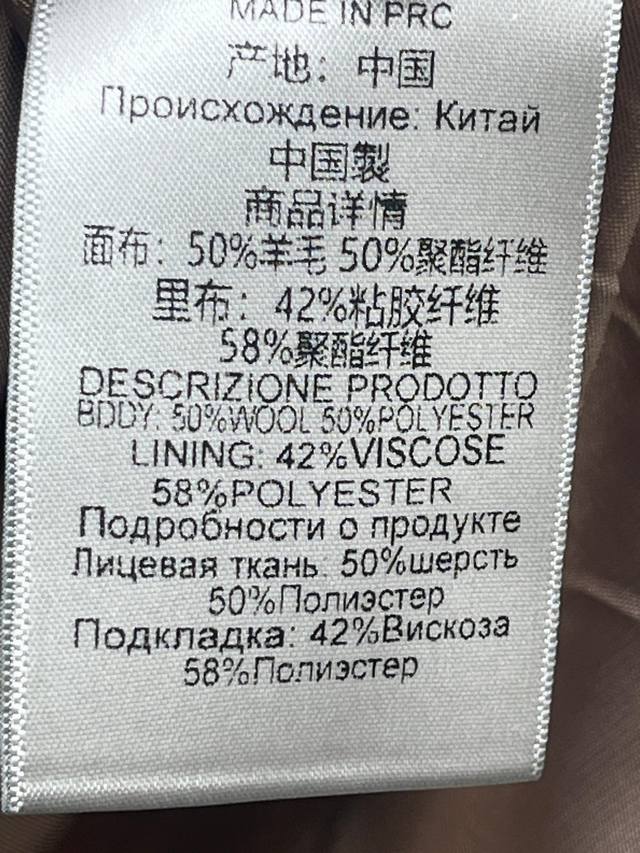 MADE IN PRC
产地：中国
Происхождение: Китай
中国製
商品详情
面布：50%羊毛 50%聚酯纤维
里布：42%粘胶纤维
58%聚酯纤维
DESCRIZIONE PRODOTTO
BDDY: 50%WOOL 50%POLYESTER
LINING: 42%VISCOSE
58%POLYESTER
Подробности о продукте
Лицевая ткань: 50%шерсть
50%Полиэстер
Подкладка: 42%Вискоза
58%Полиэстер